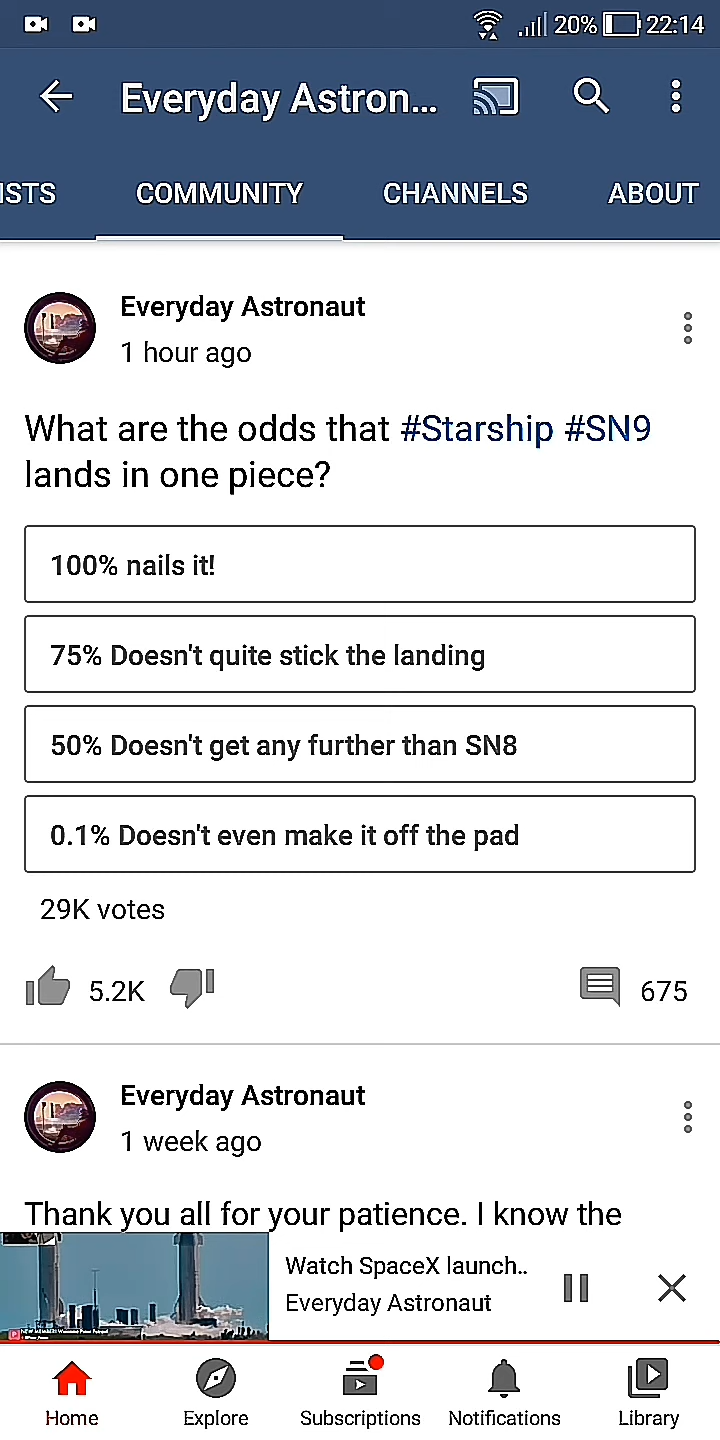 20% 22:14
Everyday Astron...
ISTS COMMUNITY CHANNELS ABOUT
Everyday Astronaut
1 hour ago
What are the odds that #Starship #SN9
lands in one piece?
100% nails it!
75% Doesn't quite stick the landing
50% Doesn't get any further than SN8
0.1% Doesn't even make it off the pad
29K votes
5.2K 675
Everyday Astronaut
1 week ago
Thank you all for your patience. I know the
Watch SpaceX launch..
Everyday Astronaut
Home Explore Subscriptions Notifications Library